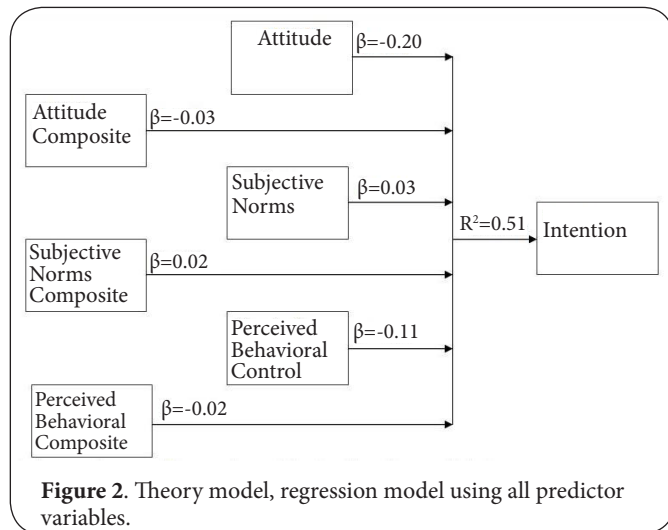 Attitude
β=-0.20
Attitude
Composite
β=-0.03
Subjective
Norms
β=0.03
R²=0.51
Intention
Subjective
Norms
Composite
β=0.02
Perceived
Behavioral
Control
β=-0.11
Perceived
Behavioral
Composite
β=-0.02
Figure 2. Theory model, regression model using all predictor
variables.